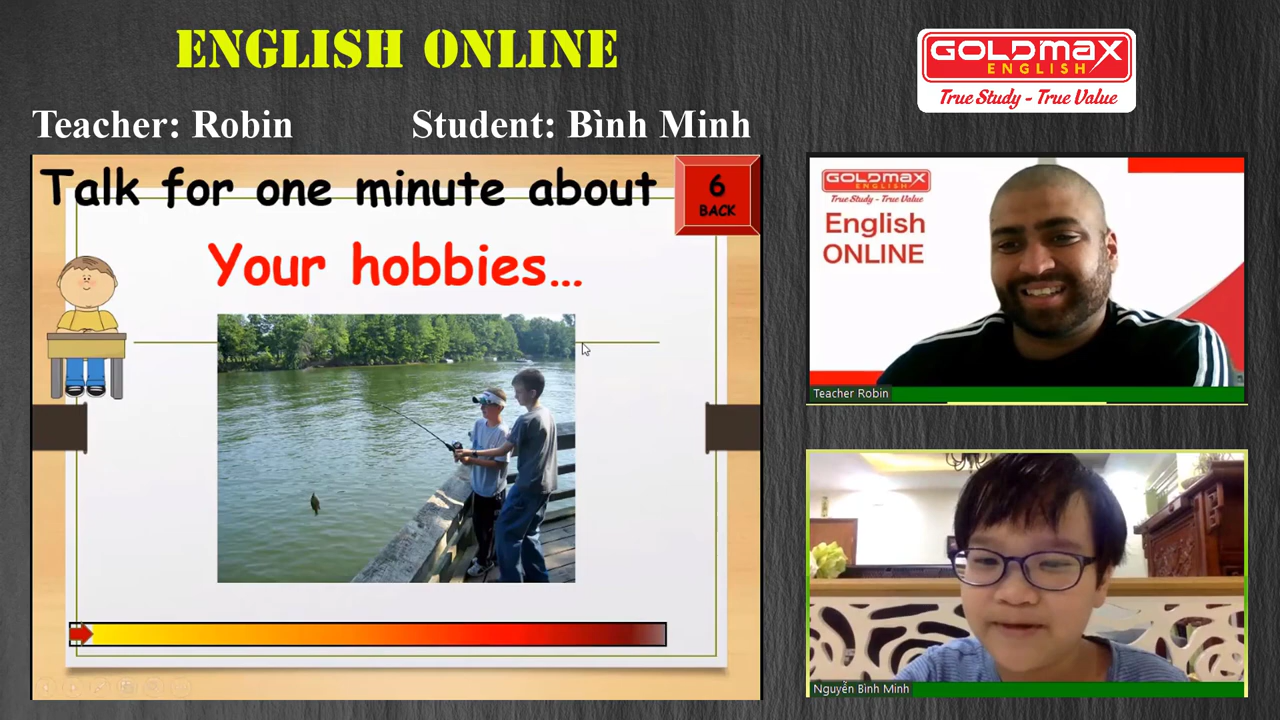 ENGLISH ONLINE
GOLDMAX
ENGLISH
True Study - True Value
Teacher: Robin
Student: Bình Minh
Talk for one minute about
6
BACK
Your hobbies...
GOLDMAX
ENGLISH
True Study - True Value
English
ONLINE
Teacher Robin
Nguyễn Bình Minh